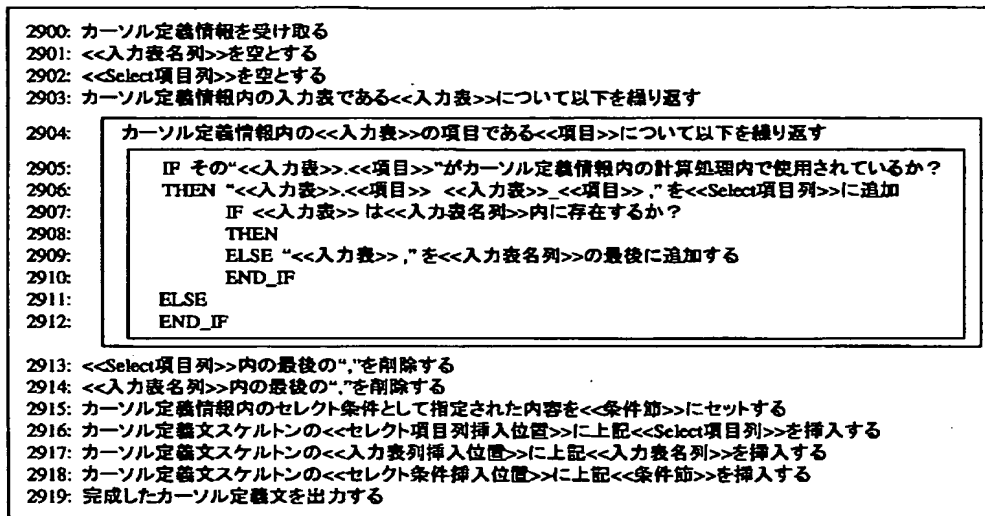 2900: カーソル定義情報を受け取る
2901: <<入力表名列>>を空とする
2902: <<Select項目列>>を空とする
2903: カーソル定義情報内の入力表である<<入力表>>について以下を繰り返す
2904: カーソル定義情報内の<<入力表>>の項目である<<項目>>について以下を繰り返す
2905: IF その“<<入力表>>.<<項目>>”がカーソル定義情報内の計算処理内で使用されているか?
2906: THEN “<<入力表>>.<<項目>> <<入力表>>_<<項目>> ,” を<<Select項目列>>に追加
2907: IF <<入力表>> は<<入力表名列>>内に存在するか?
2908: THEN
2909: ELSE “<<入力表>> ,” を<<入力表名列>>の最後に追加する
2910: END_IF
2911: ELSE
2912: END_IF
2913: <<Select項目列>>内の最後の“,”を削除する
2914: <<入力表名列>>内の最後の“,”を削除する
2915: カーソル定義情報内のセレクト条件として指定された内容を<<条件節>>にセットする
2916: カーソル定義文スケルトンの<<セレクト項目列挿入位置>>に上記<<Select項目列>>を挿入する
2917: カーソル定義文スケルトンの<<入力表列挿入位置>>に上記<<入力表名列>>を挿入する
2918: カーソル定義文スケルトンの<<セレクト条件挿入位置>>に上記<<条件節>>を挿入する
2919: 完成したカーソル定義文を出力する